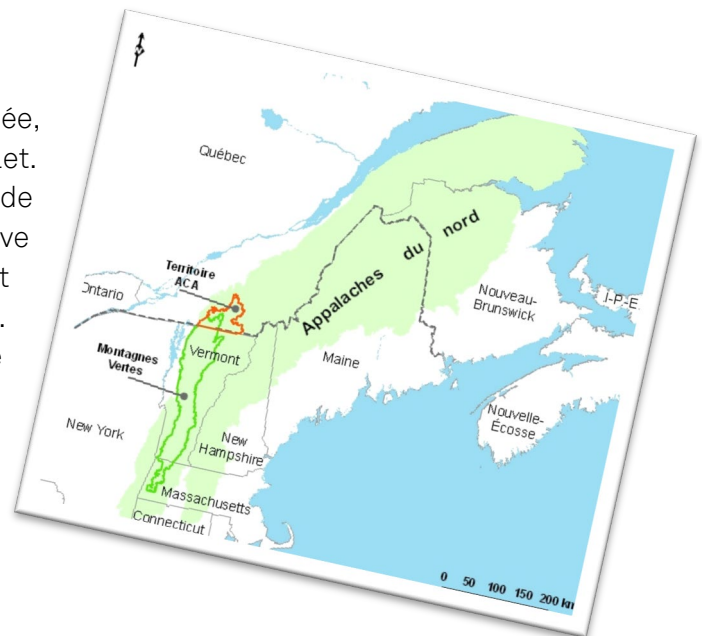 ée,
et.
de
ve
t
.
e
Québec
Territoire
ACA
Ontario
Montagnes
Vertes
Vermont
New York
New
Hampshire
Massachusetts
Connecticut
Appalaches du nord
Maine
Nouveau-
Brunswick
I-P-E
Nouvelle-
Écosse
0 50 100 150 200 km